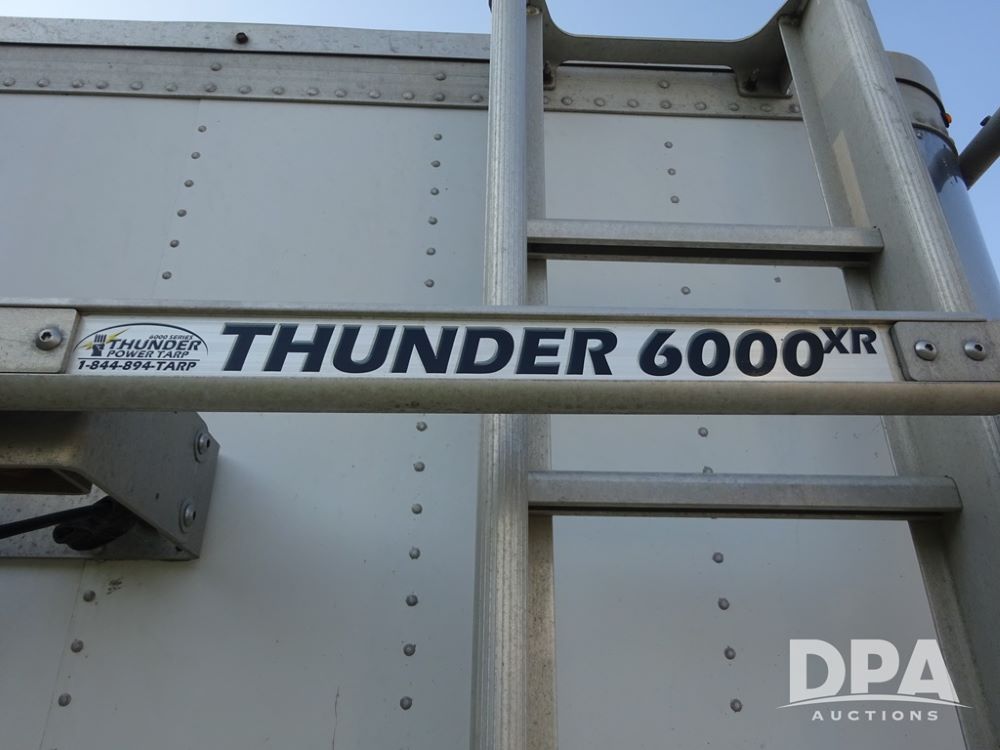 6000 SERIES
THUNDER
POWER TARP
1-844-894-TARP
THUNDER 6000XR
DPA
AUCTIONS